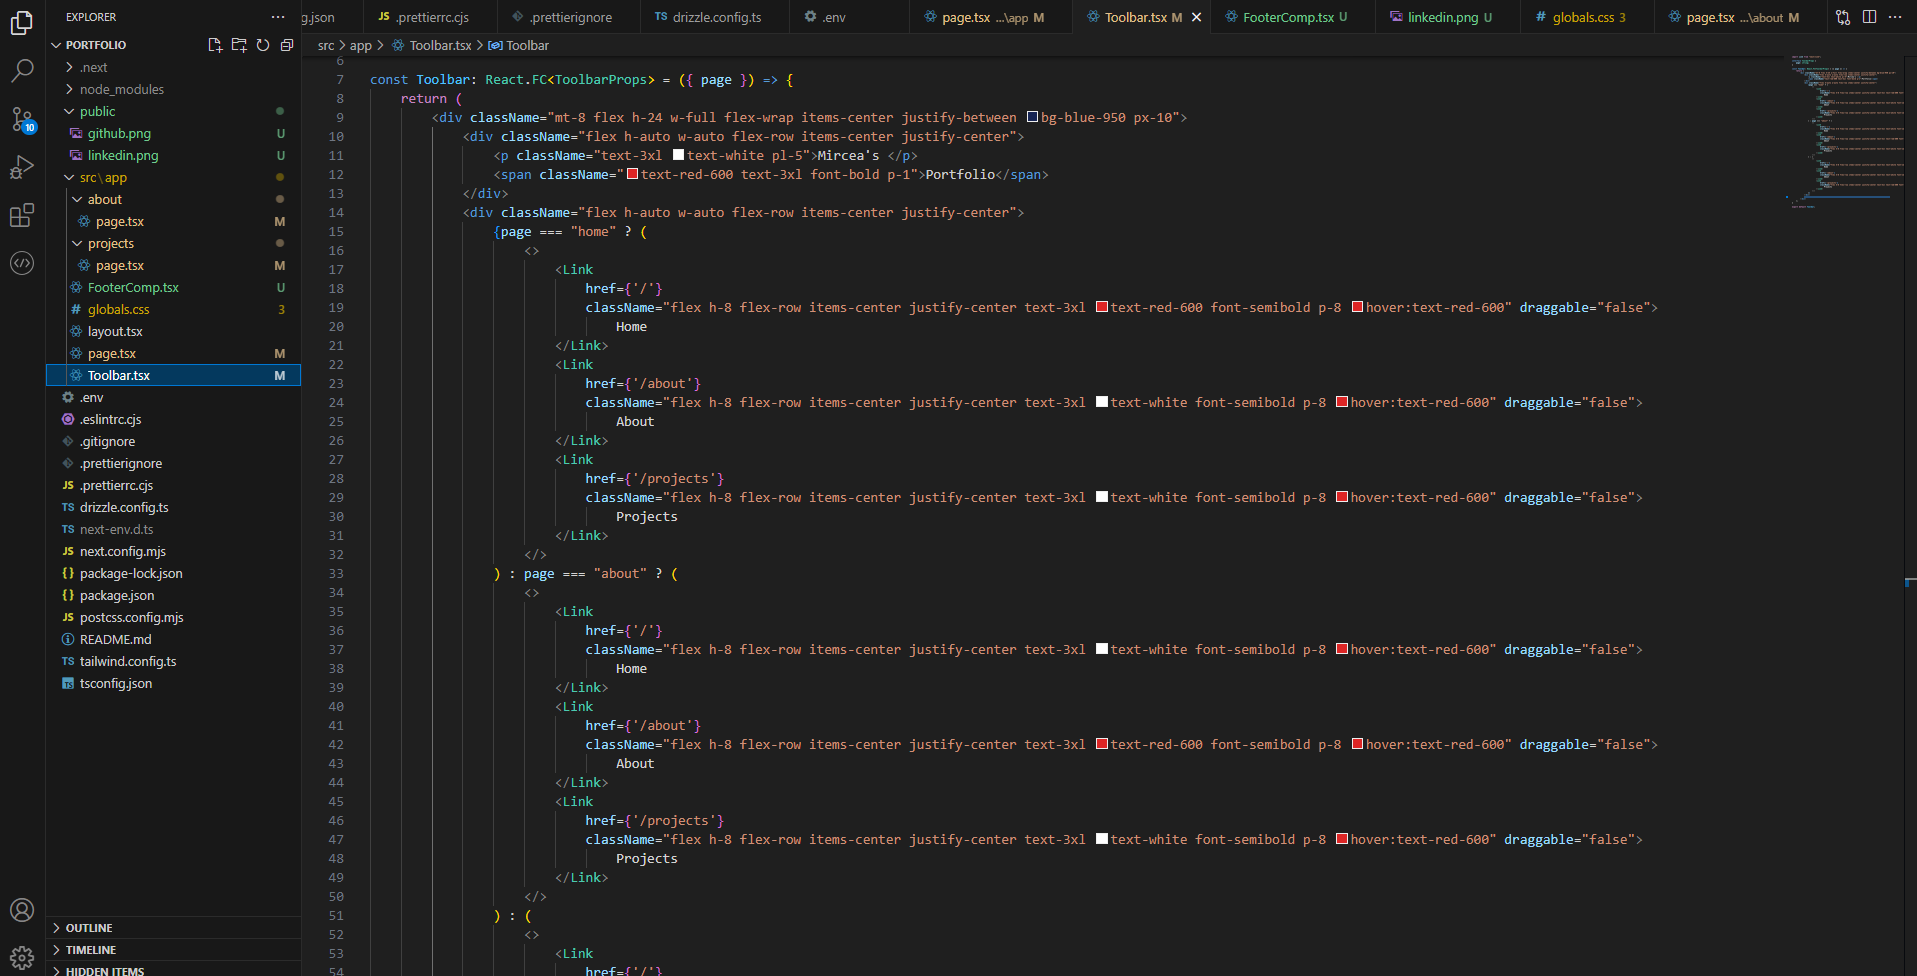 EXPLORER
PORTFOLIO
.next
node_modules
public
github.png U
linkedin.png U
src\app
about
page.tsx M
projects
page.tsx M
FooterComp.tsx U
globals.css 3
layout.tsx
page.tsx M
Toolbar.tsx M
.env
.eslintrc.cjs
.gitignore
.prettierignore
.prettierrc.cjs
TS drizzle.config.ts
TS next-env.d.ts
JS next.config.mjs
{} package-lock.json
{} package.json
JS postcss.config.mjs
README.md
TS tailwind.config.ts
TS tsconfig.json
OUTLINE
TIMELINE
HIDDEN ITEMS
10
g.json JS .prettierrc.cjs .prettierignore TS drizzle.config.ts .env page.tsx ...\app M Toolbar.tsx M FooterComp.tsx U linkedin.png U # globals.css 3 page.tsx ...\about M
src > app > Toolbar.tsx > Toolbar
6
7 const Toolbar: React.FC<ToolbarProps> = ({ page }) => {
8 return (
9 <div className="mt-8 flex h-24 w-full flex-wrap items-center justify-between bg-blue-950 px-10">
10 <div className="flex h-auto w-auto flex-row items-center justify-center">
11 <p className="text-3xl text-white pl-5">Mircea's </p>
12 <span className="text-red-600 text-3xl font-bold p-1">Portfolio</span>
13 </div>
14 <div className="flex h-auto w-auto flex-row items-center justify-center">
15 {page === "home" ? (
16 <>
17 <Link
18 href={'/'}
19 className="flex h-8 flex-row items-center justify-center text-3xl text-red-600 font-semibold p-8 hover:text-red-600" draggable="false">
20 Home
21 </Link>
22 <Link
23 href={'/about'}
24 className="flex h-8 flex-row items-center justify-center text-3xl text-white font-semibold p-8 hover:text-red-600" draggable="false">
25 About
26 </Link>
27 <Link
28 href={'/projects'}
29 className="flex h-8 flex-row items-center justify-center text-3xl text-white font-semibold p-8 hover:text-red-600" draggable="false">
30 Projects
31 </Link>
32 </>
33 ) : page === "about" ? (
34 <>
35 <Link
36 href={'/'}
37 className="flex h-8 flex-row items-center justify-center text-3xl text-white font-semibold p-8 hover:text-red-600" draggable="false">
38 Home
39 </Link>
40 <Link
41 href={'/about'}
42 className="flex h-8 flex-row items-center justify-center text-3xl text-red-600 font-semibold p-8 hover:text-red-600" draggable="false">
43 About
44 </Link>
45 <Link
46 href={'/projects'}
47 className="flex h-8 flex-row items-center justify-center text-3xl text-white font-semibold p-8 hover:text-red-600" draggable="false">
48 Projects
49 </Link>
50 </>
51 ) : (
52 <>
53 <Link
54 href={'/'}